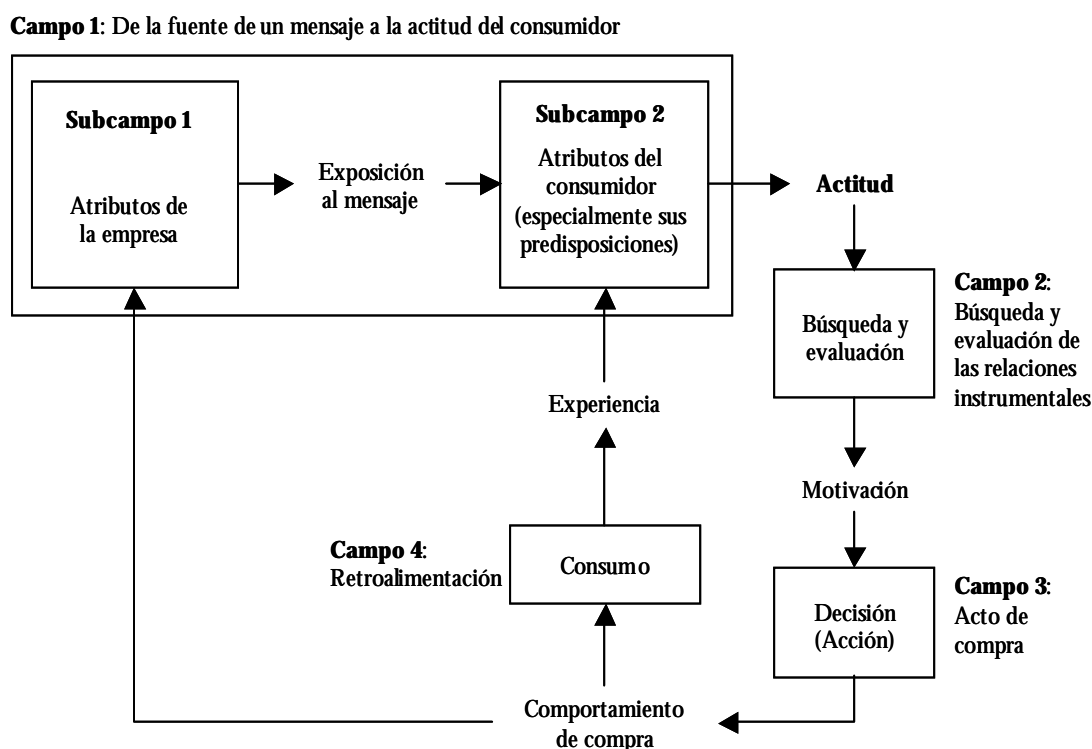 Campo 1: De la fuente de un mensaje a la actitud del consumidor
Subcampo 1
Atributos de
la empresa
Exposición
al mensaje
Subcampo 2
Atributos del
consumidor
(especialmente sus
predisposiciones)
Actitud
Búsqueda y
evaluación
Campo 2:
Búsqueda y
evaluación de
las relaciones
instrumentales
Experiencia
Motivación
Campo 4:
Retroalimentación
Consumo
Decisión
(Acción)
Campo 3:
Acto de
compra
Comportamiento
de compra